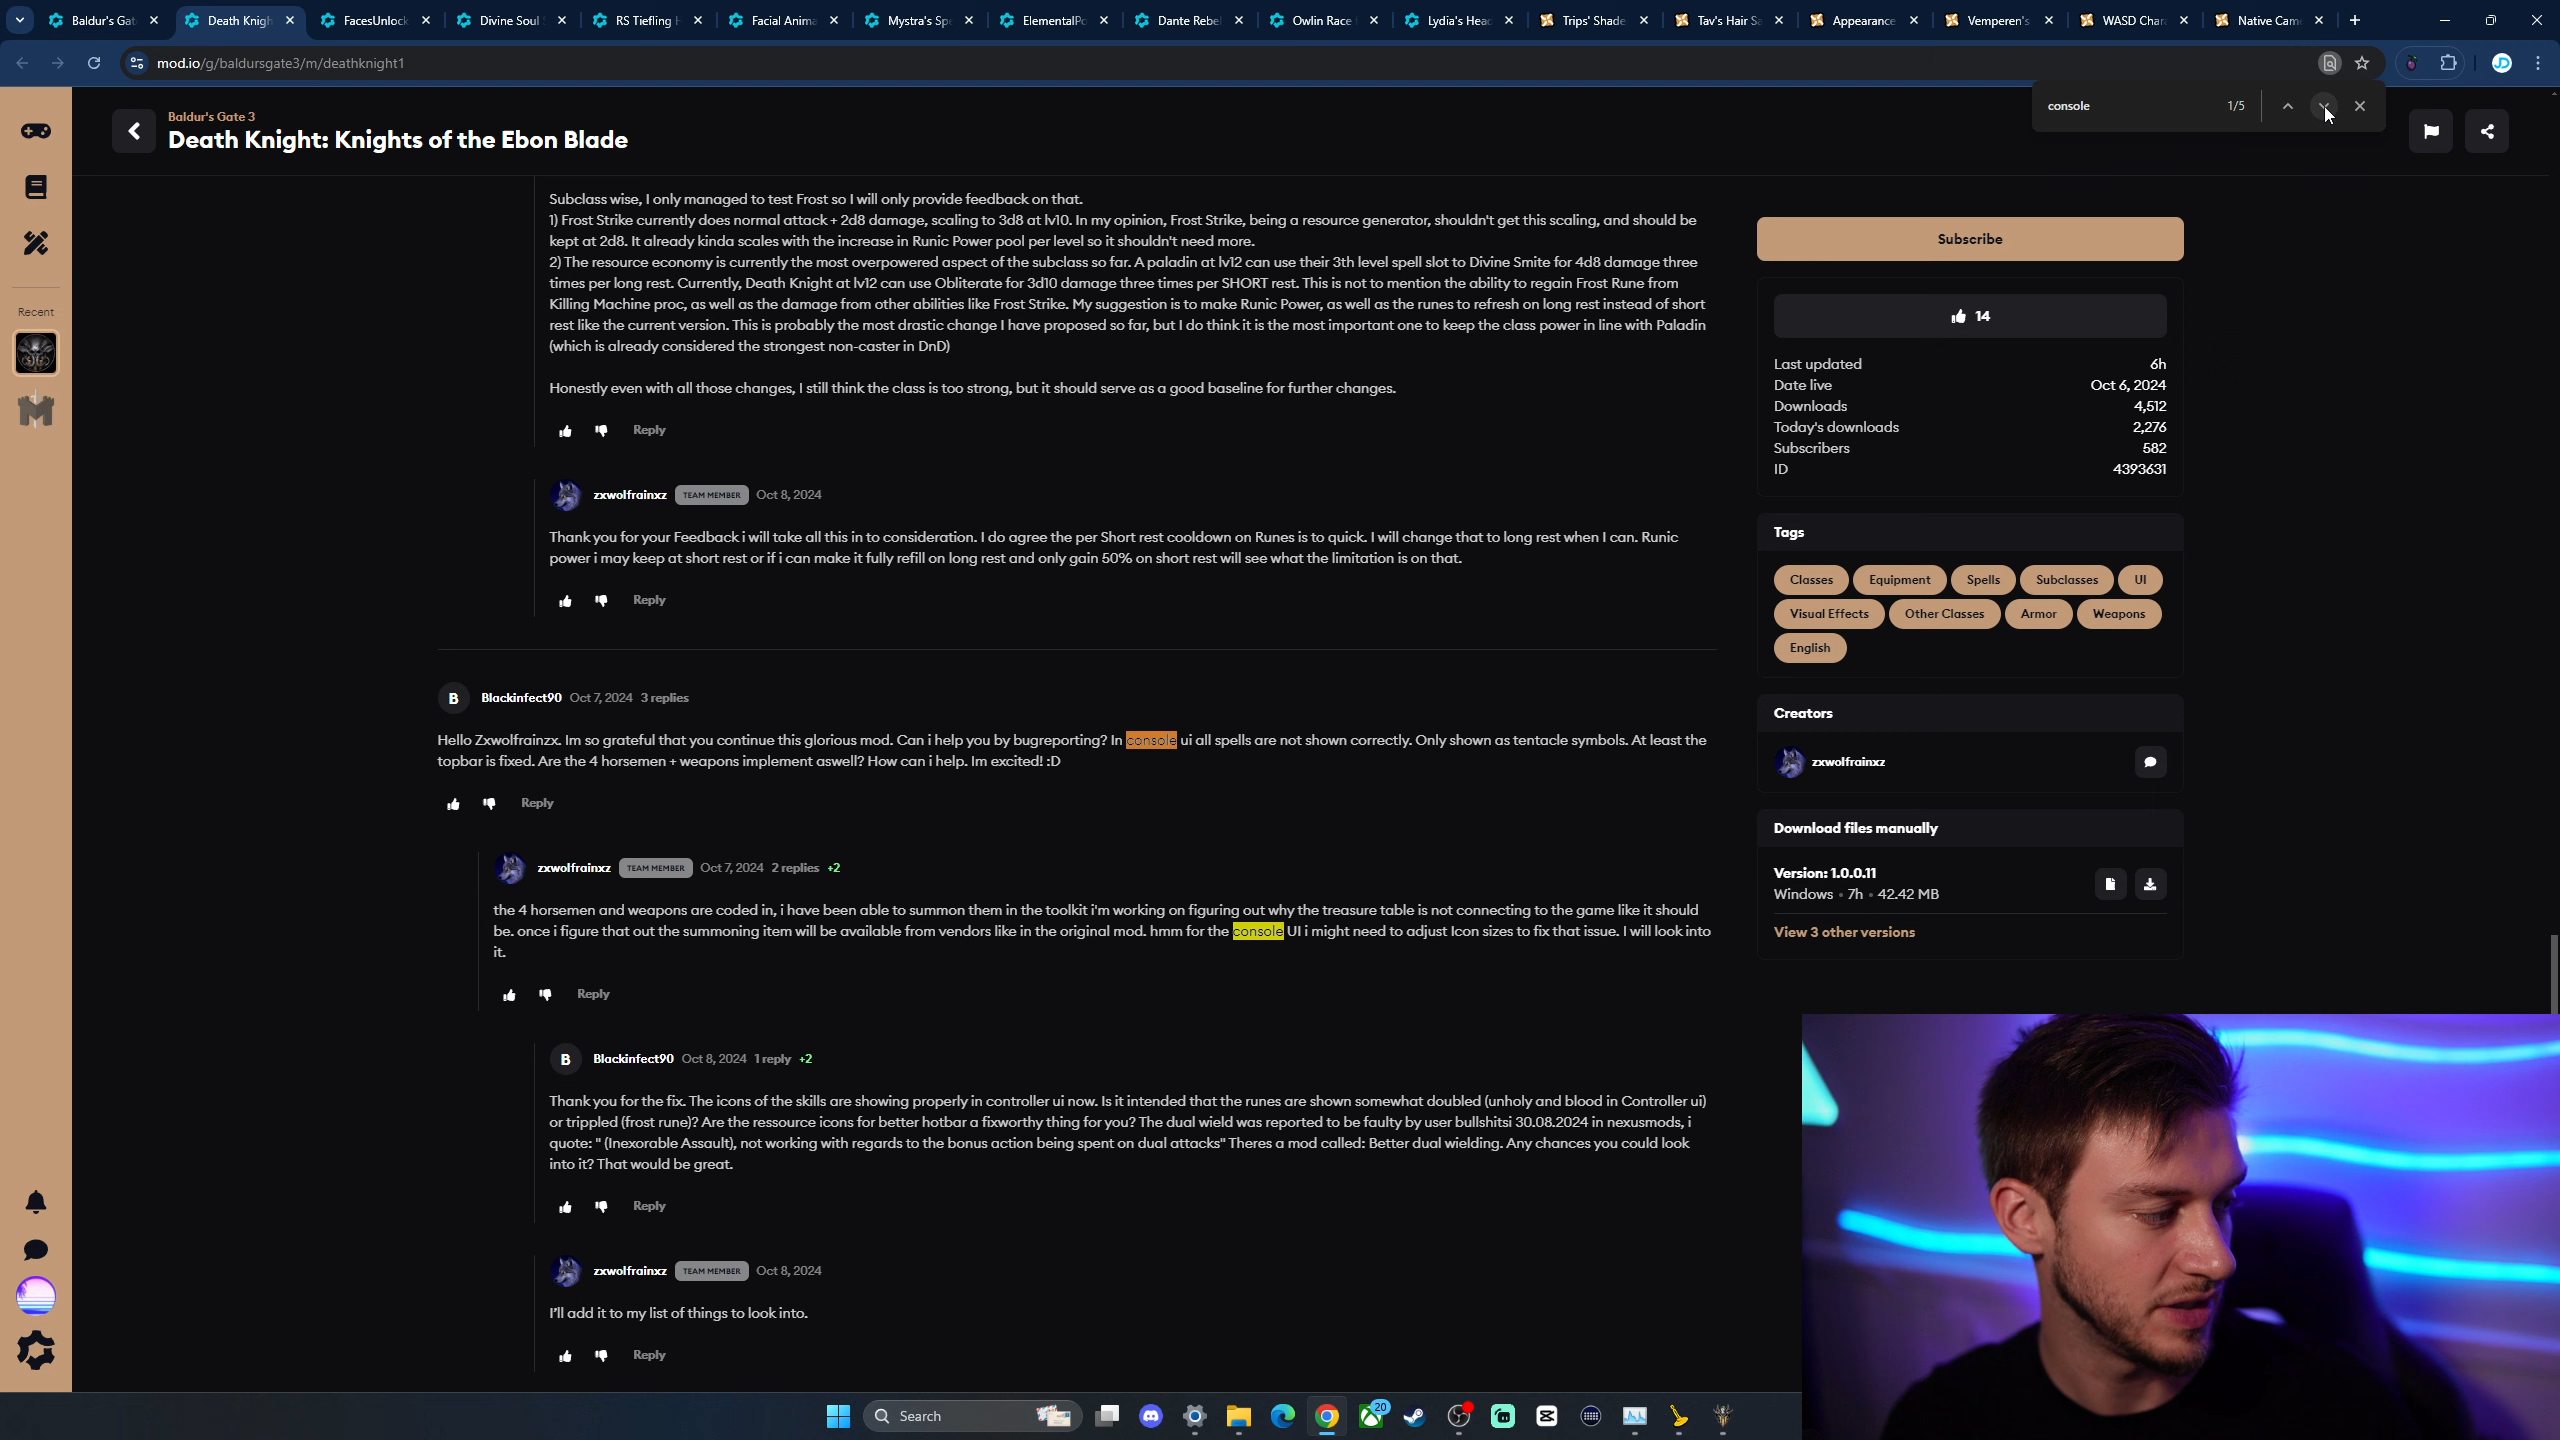 Baldur's Gat
Death Knigh
FacesUnlock
Divine Soul
RS Tiefling H
Facial Anima
Mystra's Spe
ElementalPo
Dante Rebel
Owlin Race
Lydia's Hea
Trips' Shade
Tav's Hair Sa
Appearance
Vemperen's
WASD Char
Native Cam
mod.io/g/baldursgate3/m/deathknight1
console 1/5
Baldur's Gate 3
Death Knight: Knights of the Ebon Blade
Recent
Subclass wise, I only managed to test Frost so I will only provide feedback on that.
1) Frost Strike currently does normal attack + 2d8 damage, scaling to 3d8 at lvl0. In my opinion, Frost Strike, being a resource generator, shouldn't get this scaling, and should be
kept at 2d8. It already kinda scales with the increase in Runic Power pool per level so it shouldn't need more.
2) The resource economy is currently the most overpowered aspect of the subclass so far. A paladin at lvl2 can use their 3th level spell slot to Divine Smite for 4d8 damage three
times per long rest. Currently, Death Knight at lvl2 can use Obliterate for 3d10 damage three times per SHORT rest. This is not to mention the ability to regain Frost Rune from
Killing Machine proc, as well as the damage from other abilities like Frost Strike. My suggestion is to make Runic Power, as well as the runes to refresh on long rest instead of short
rest like the current version. This is probably the most drastic change I have proposed so far, but I do think it is the most important one to keep the class power in line with Paladin
(which is already considered the strongest non-caster in DnD)
Honestly even with all those changes, I still think the class is too strong, but it should serve as a good baseline for further changes.
Reply
zxwolfrainxz TEAM MEMBER Oct 8, 2024
Thank you for your Feedback i will take all this in to consideration. I do agree the per Short rest cooldown on Runes is to quick. I will change that to long rest when I can. Runic
power i may keep at short rest or if i can make it fully refill on long rest and only gain 50% on short rest will see what the limitation is on that.
Reply
B Blackinfect90 Oct 7, 2024 3 replies
Hello Zxwolfrainzx. Im so grateful that you continue this glorious mod. Can i help you by bugreporting? In console ui all spells are not shown correctly. Only shown as tentacle symbols. At least the
topbar is fixed. Are the 4 horsemen + weapons implement aswell? How can i help. Im excited! :D
Reply
zxwolfrainxz TEAM MEMBER Oct 7, 2024 2 replies +2
the 4 horsemen and weapons are coded in, i have been able to summon them in the toolkit i'm working on figuring out why the treasure table is not connecting to the game like it should
be. once i figure that out the summoning item will be available from vendors like in the original mod. hmm for the console UI i might need to adjust Icon sizes to fix that issue. I will look into
it.
Reply
B Blackinfect90 Oct 8, 2024 1 reply +2
Thank you for the fix. The icons of the skills are showing properly in controller ui now. Is it intended that the runes are shown somewhat doubled (unholy and blood in Controller ui)
or trippled (frost rune)? Are the ressource icons for better hotbar a fixworthy thing for you? The dual wield was reported to be faulty by user bullshitsi 30.08.2024 in nexusmods, i
quote: " (Inexorable Assault), not working with regards to the bonus action being spent on dual attacks" Theres a mod called: Better dual wielding. Any chances you could look
into it? That would be great.
Reply
zxwolfrainxz TEAM MEMBER Oct 8, 2024
I'll add it to my list of things to look into.
Reply
Subscribe
14
Last updated 6h
Date live Oct 6, 2024
Downloads 4,512
Today's downloads 2,276
Subscribers 582
ID 4393631
Tags
Classes Equipment Spells Subclasses UI
Visual Effects Other Classes Armor Weapons
English
Creators
zxwolfrainxz
Download files manually
Version: 1.0.0.11
Windows • 7h • 42.42 MB
View 3 other versions
Search
20